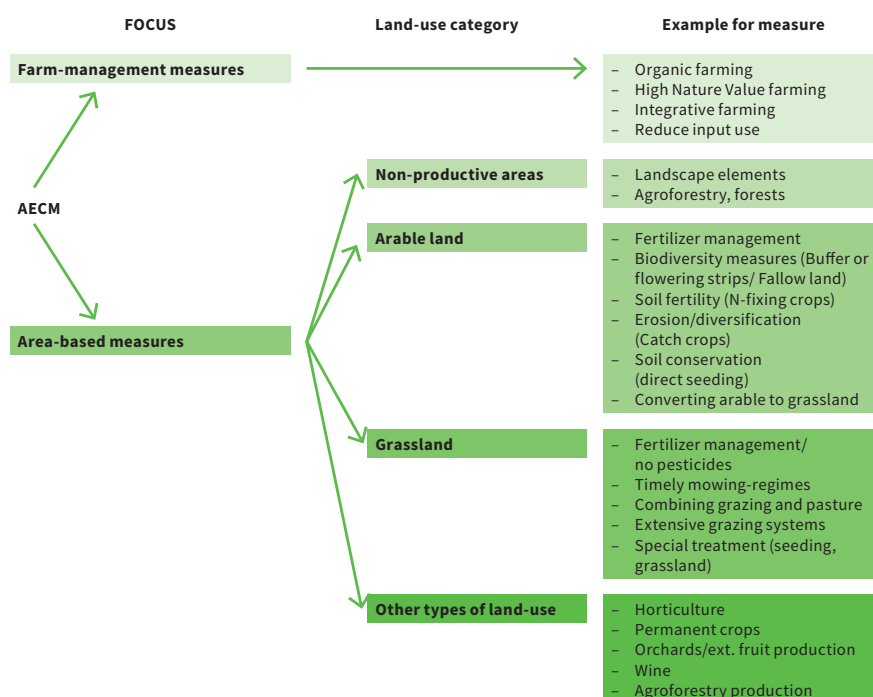 FOCUS
Land-use category
Example for measure
Farm-management measures
– Organic farming
– High Nature Value farming
– Integrative farming
– Reduce input use
AECM
Non-productive areas
– Landscape elements
– Agroforestry, forests
Arable land
– Fertilizer management
– Biodiversity measures (Buffer or
flowering strips/ Fallow land)
– Soil fertility (N-fixing crops)
– Erosion/diversification
(Catch crops)
– Soil conservation
(direct seeding)
– Converting arable to grassland
Area-based measures
Grassland
– Fertilizer management/
no pesticides
– Timely mowing-regimes
– Combining grazing and pasture
– Extensive grazing systems
– Special treatment (seeding,
grassland)
Other types of land-use
– Horticulture
– Permanent crops
– Orchards/ext. fruit production
– Wine
– Agroforestry production